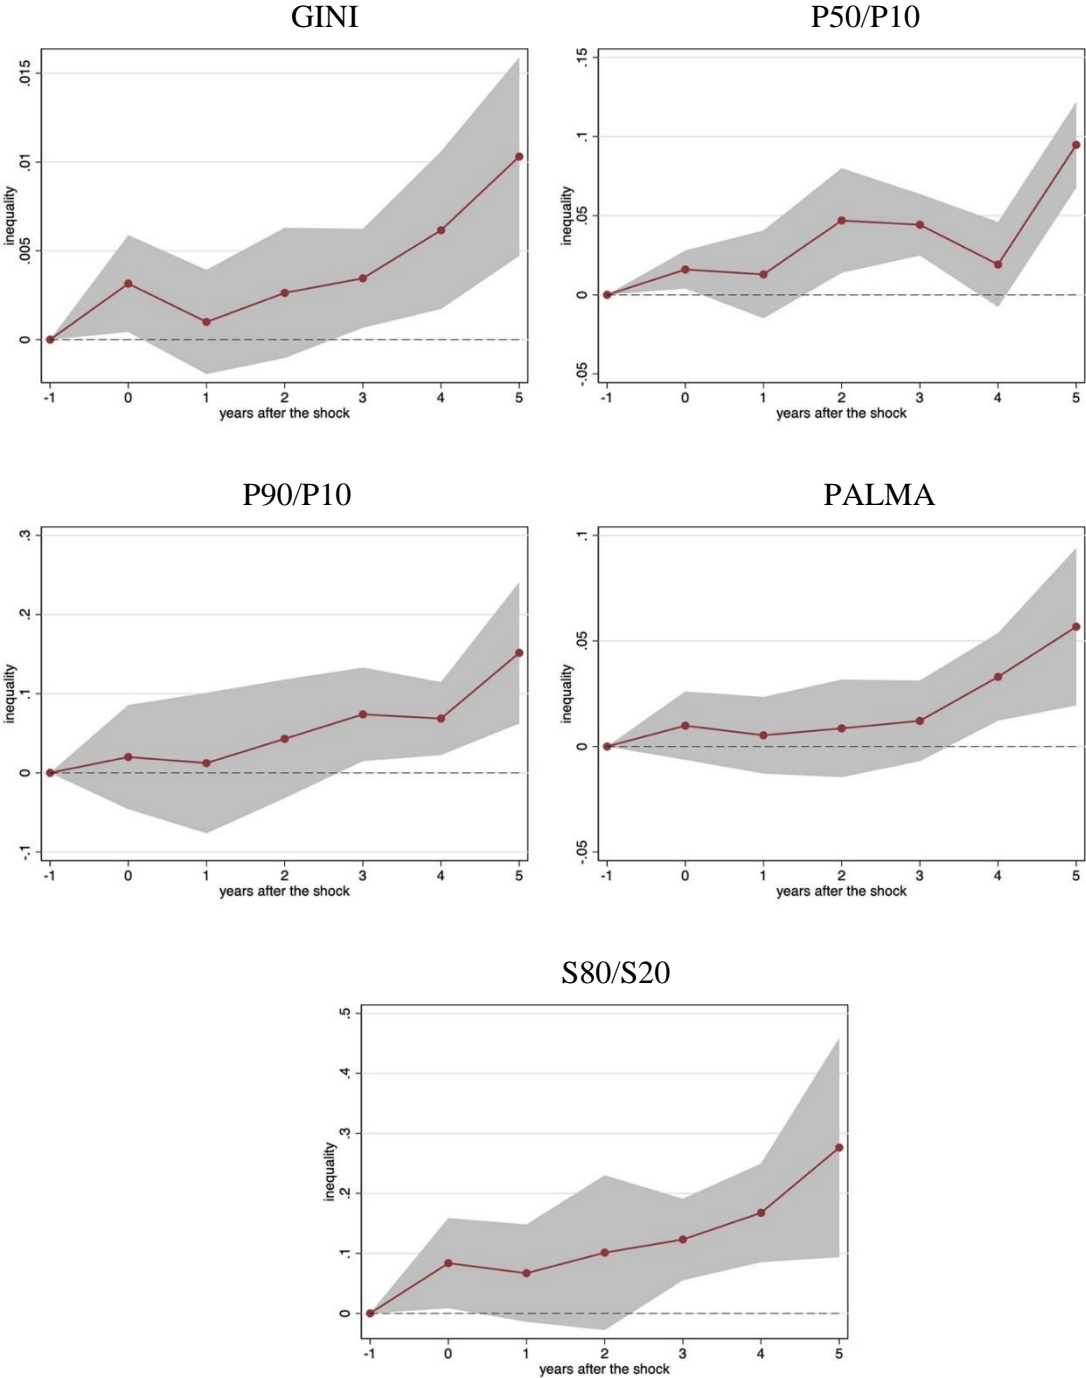 GINI
.015
.01
.005
0
inequality
-1 0 1 2 3 4 5
years after the shock
P50/P10
.15
.1
.05
0
-.05
inequality
-1 0 1 2 3 4 5
years after the shock
P90/P10
.3
.2
.1
0
-.1
inequality
-1 0 1 2 3 4 5
years after the shock
PALMA
.1
.05
0
-.05
inequality
-1 0 1 2 3 4 5
years after the shock
S80/S20
.5
.4
.3
.2
.1
0
inequality
-1 0 1 2 3 4 5
years after the shock